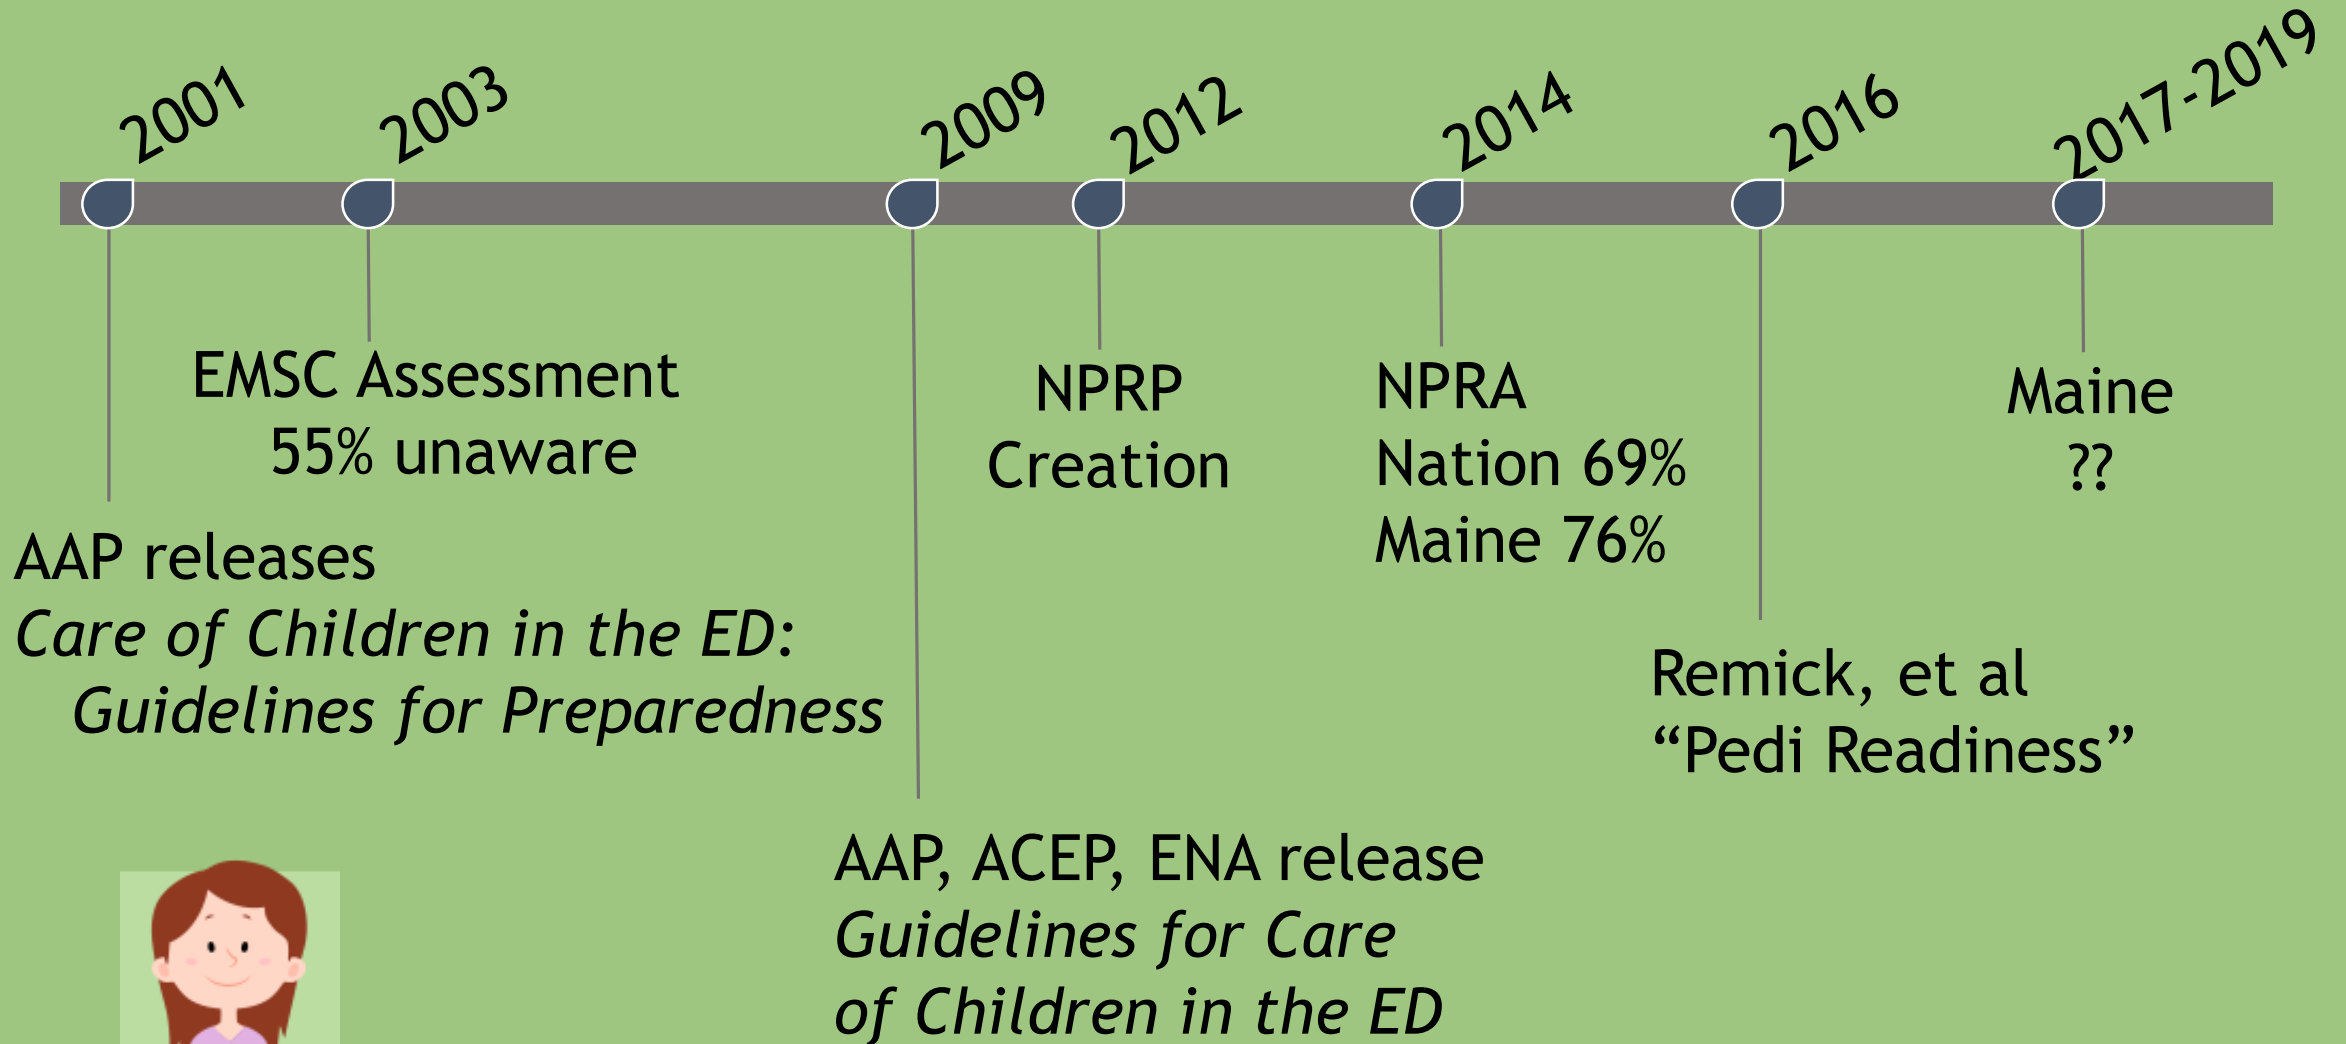 2001
2003
2009
2012
2014
2016
2017-2019
EMSC Assessment
55% unaware
NPRP
Creation
NPRA
Nation 69%
Maine 76%
Maine
??
AAP releases
Care of Children in the ED:
Guidelines for Preparedness
Remick, et al
“Pedi Readiness”
AAP, ACEP, ENA release
Guidelines for Care
of Children in the ED